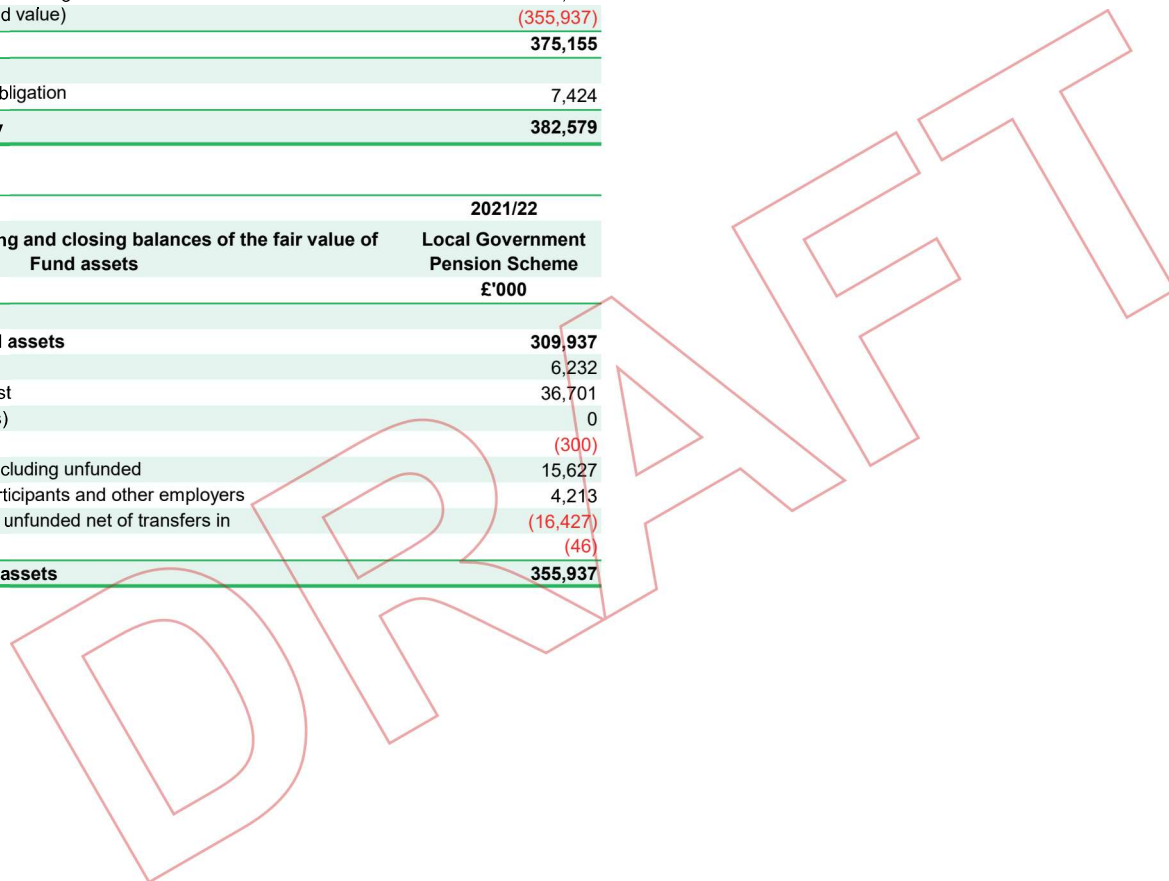 d value) (355,937)
375,155
bligation 7,424
382,579
2021/22
ng and closing balances of the fair value of Local Government
Fund assets Pension Scheme
£'000
assets 309,937
6,232
st 36,701
s) 0
(300)
cluding unfunded 15,627
rticipants and other employers 4,213
unfunded net of transfers in (16,427)
(46)
assets 355,937
DRAFT